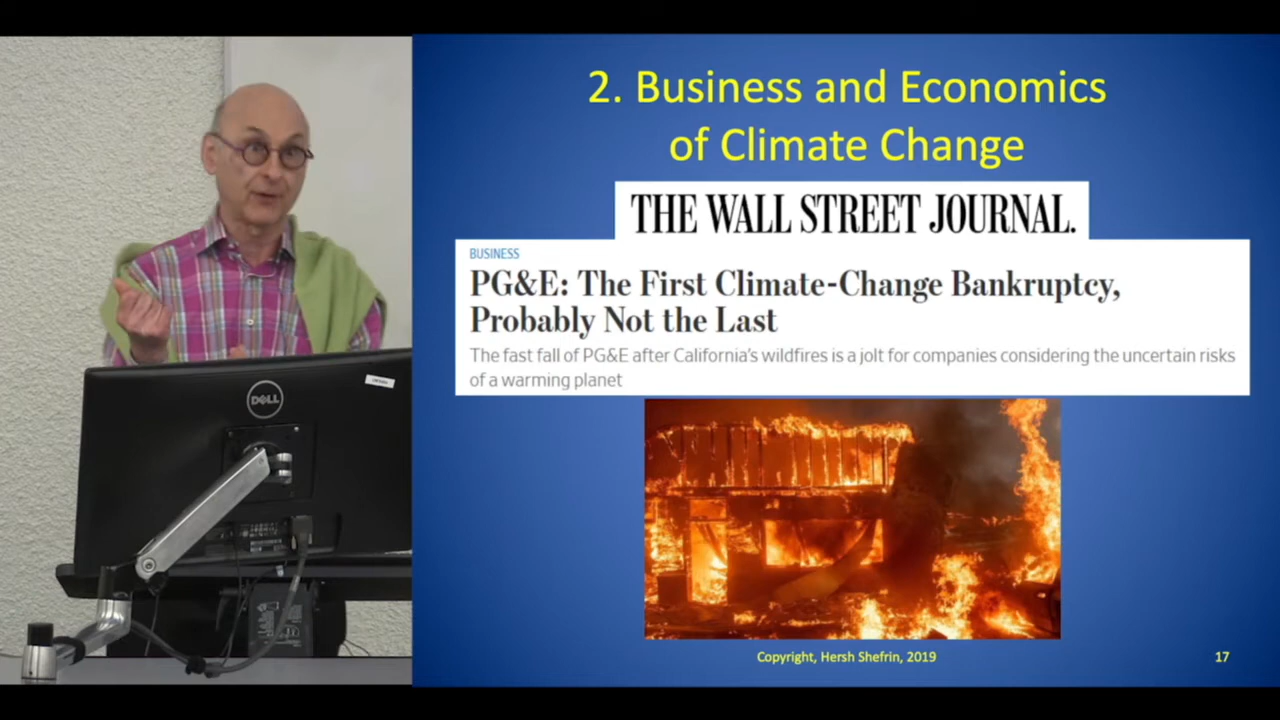 2. Business and Economics
of Climate Change
THE WALL STREET JOURNAL.
BUSINESS
PG&E: The First Climate-Change Bankruptcy,
Probably Not the Last
The fast fall of PG&E after California's wildfires is a jolt for companies considering the uncertain risks
of a warming planet
DELL
Copyright, Hersh Shefrin, 2019
17